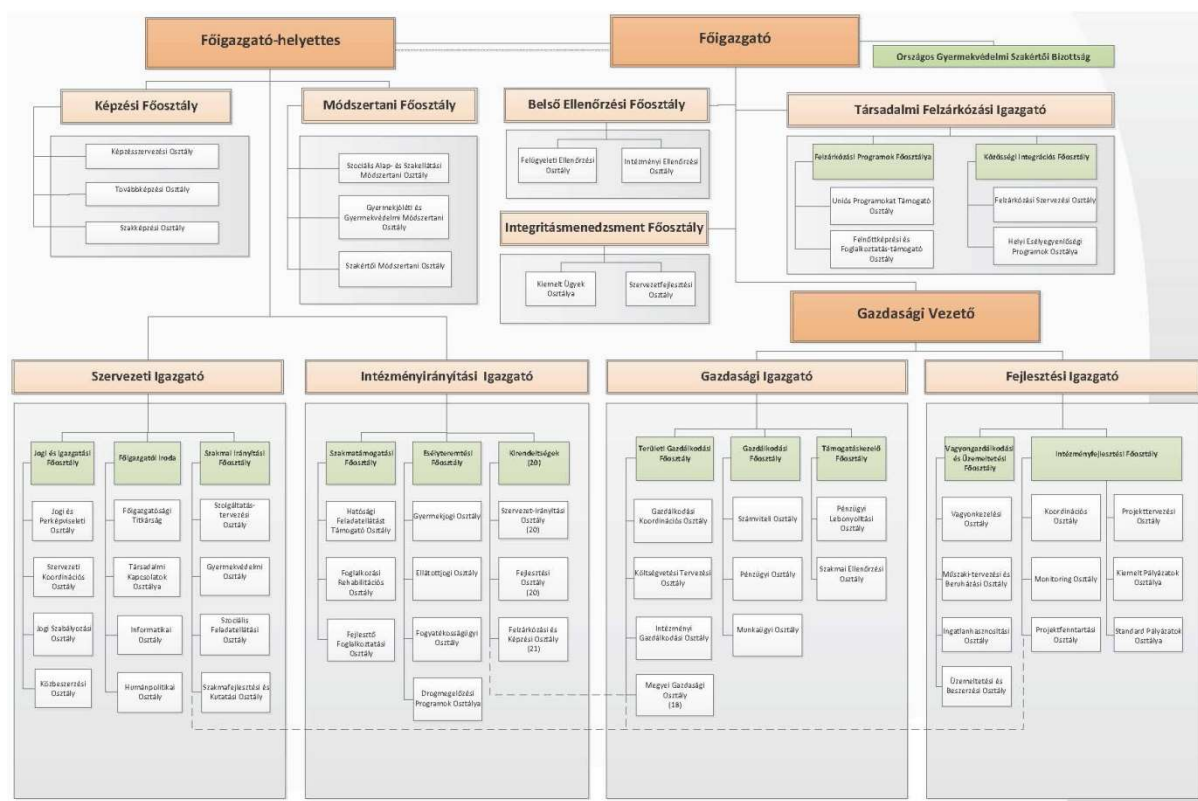 Főigazgató-helyettes
Főigazgató
Országos Gyermekvédelmi Szakértői Bizottság
Képzési Főosztály
Képzésszervezési Osztály
Továbbképzési Osztály
Szakképzési Osztály
Módszertani Főosztály
Szociális Alap- és Szakellátási
Módszertani Osztály
Gyermekjóléti és
Gyermekvédelmi Módszertani
Osztály
Szakértői Módszertani Osztály
Belső Ellenőrzési Főosztály
Felügyeleti Ellenőrzési
Osztály
Intézményi Ellenőrzési
Osztály
Integritásmenedzsment Főosztály
Kiemelt Ügyek
Osztálya
Szervezetfejlesztési
Osztály
Társadalmi Felzárkózási Igazgató
Felzárkózási Programok Főosztálya
Uniós Programokat Támogató
Osztály
Felnőttképzési és
Foglalkoztatás-támogató
Osztály
Közösségi Integrációs Főosztály
Felzárkózási Szervezési Osztály
Helyi Esélyegyenlőségi
Programok Osztálya
Gazdasági Vezető
Szervezeti Igazgató
Jogi és Igazgatási
Főosztály
Jogi és
Perképviseleti
Osztály
Szervezeti
Koordinációs
Osztály
Jogi Szabályozási
Osztály
Közbeszerzési
Osztály
Főigazgatói Iroda
Főigazgatósági
Titkárság
Társadalmi
Kapcsolatok
Osztálya
Informatikai
Osztály
Humánpolitikai
Osztály
Szakmai Irányítási
Főosztály
Szolgáltatás-
tervezési
Osztály
Gyermekvédelmi
Osztály
Szociális
Feladatellátási
Osztály
Szakmafejlesztési és
Kutatási Osztály
Intézményirányítási Igazgató
Szakmatámogatási
Főosztály
Hatósági
Feladatellátást
Támogató Osztály
Foglalkozási
Rehabilitációs
Osztály
Fejlesztő
Foglalkoztatási
Osztály
Esélyteremtési
Főosztály
Gyermekjogi Osztály
Ellátottjogi Osztály
Fogyatékosságügyi
Osztály
Drogmegelőzési
Programok Osztálya
Kirendeltségek
(20)
Szervezet-irányítási
Osztály
(20)
Fejlesztési Osztály
(20)
Felzárkózási és
Képzési Osztály
(21)
Gazdasági Igazgató
Területi Gazdálkodási
Főosztály
Gazdálkodási
Koordinációs Osztály
Költségvetési Tervezési
Osztály
Intézményi
Gazdálkodási Osztály
Megyei Gazdasági
Osztály
(18)
Gazdálkodási
Főosztály
Számviteli Osztály
Pénzügyi Osztály
Munkaügyi Osztály
Támogatáskezelő
Főosztály
Pénzügyi
Lebonyolítási
Osztály
Szakmai Ellenőrzési
Osztály
Fejlesztési Igazgató
Vagyongazdálkodási
és Üzemeltetési
Főosztály
Vagyonkezelési
Osztály
Műszaki-tervezési és
Beruházási Osztály
Ingatlanhasznosítási
Osztály
Üzemeltetési és
Beszerzési Osztály
Intézményfejlesztési Főosztály
Koordinációs
Osztály
Monitoring Osztály
Projektfenntartási
Osztály
Projekttervezési
Osztály
Kiemelt Pályázatok
Osztálya
Standard Pályázatok
Osztálya